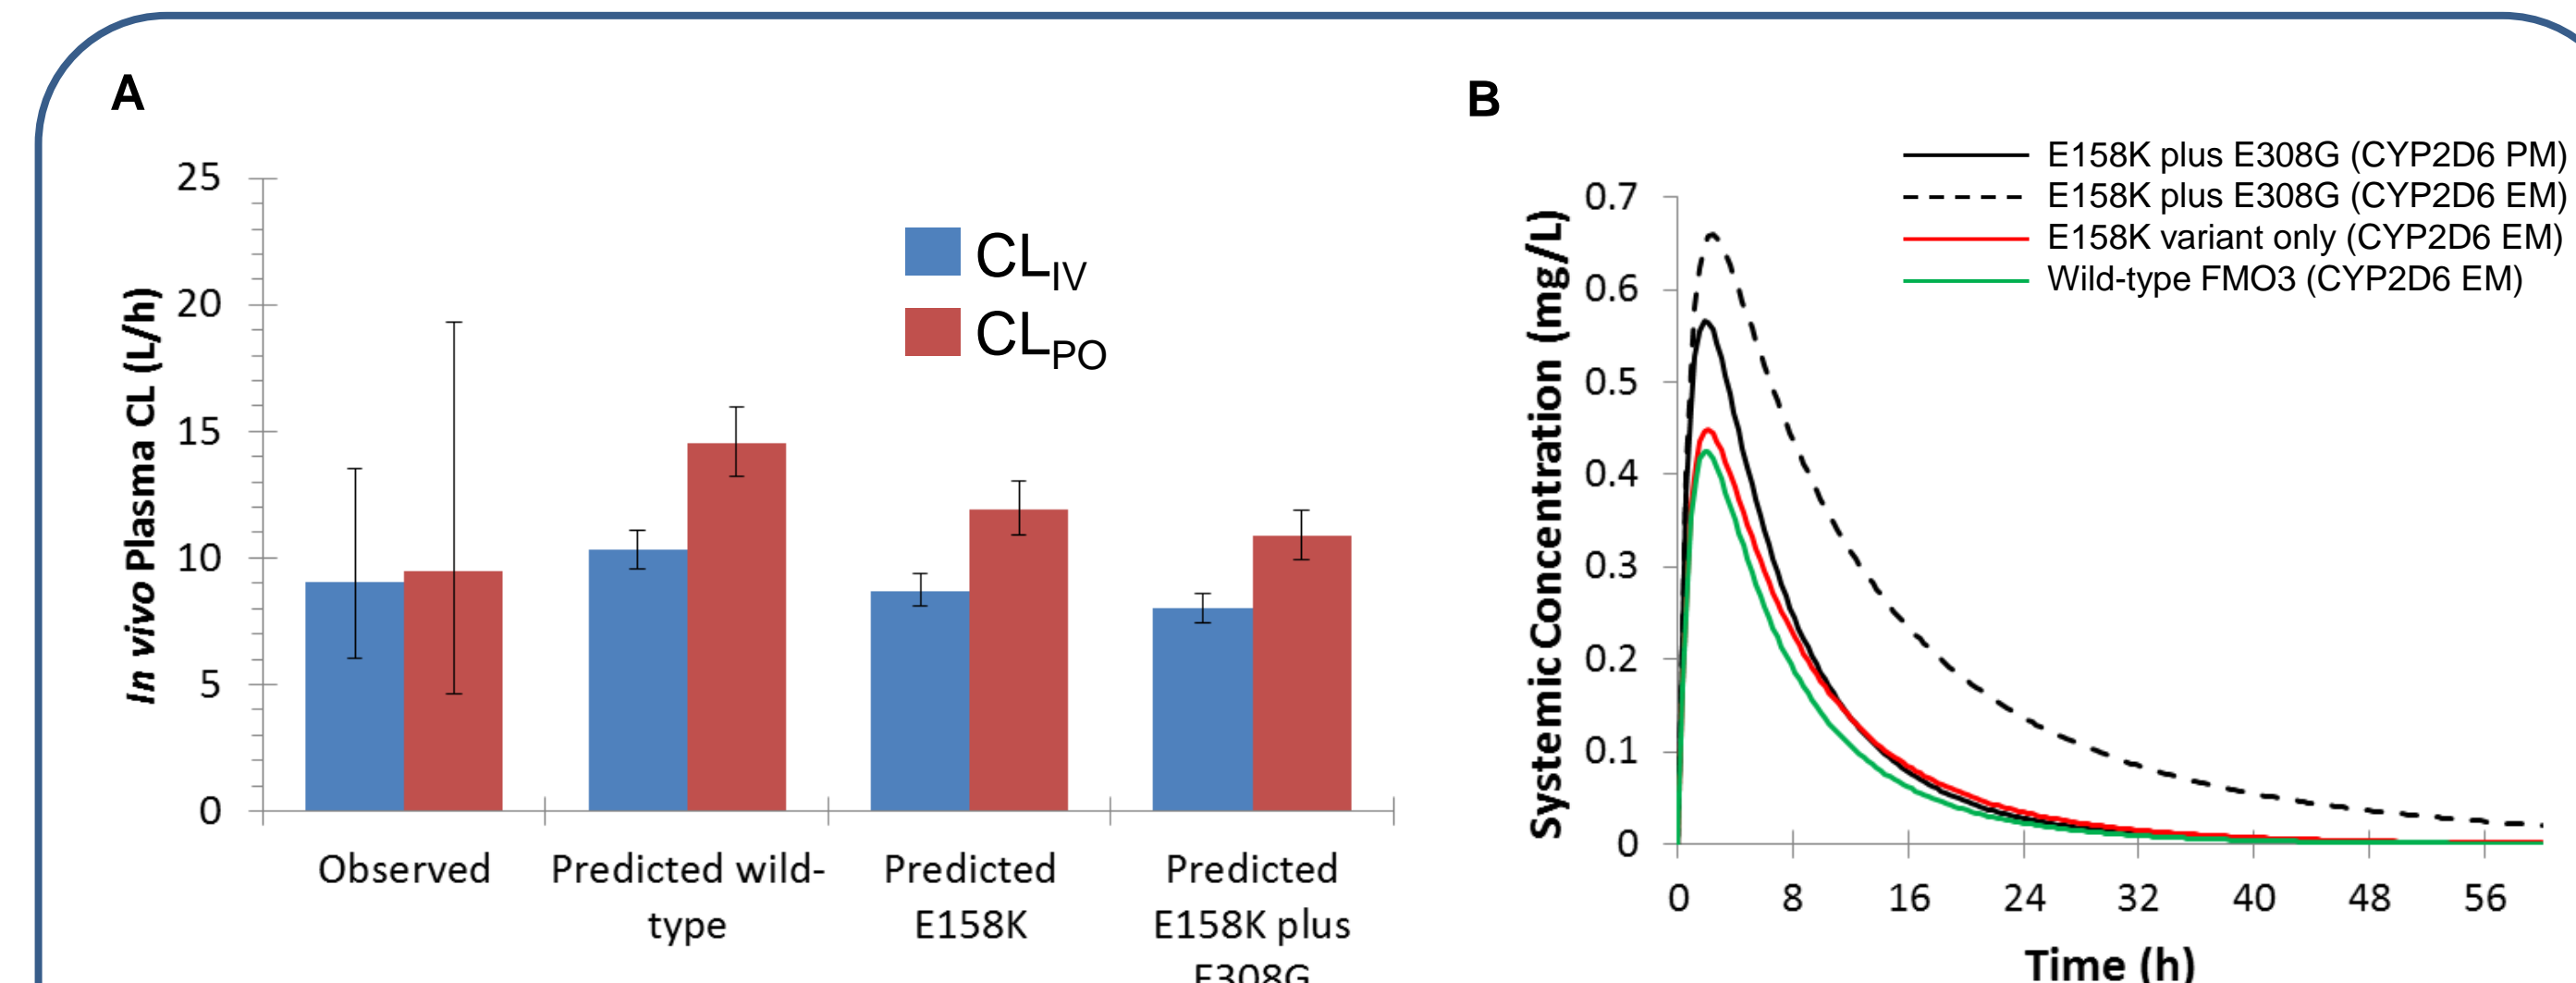 A
25
20
15
10
5
0
In vivo Plasma CL (L/h)
CLIV
CLPO
Observed
Predicted wild-
type
Predicted
E158K
Predicted
E158K plus
E308G
B
E158K plus E308G (CYP2D6 PM)
E158K plus E308G (CYP2D6 EM)
E158K variant only (CYP2D6 EM)
Wild-type FMO3 (CYP2D6 EM)
0.7
0.6
0.5
0.4
0.3
0.2
0.1
0
Systemic Concentration (mg/L)
0 8 16 24 32 40 48 56
Time (h)